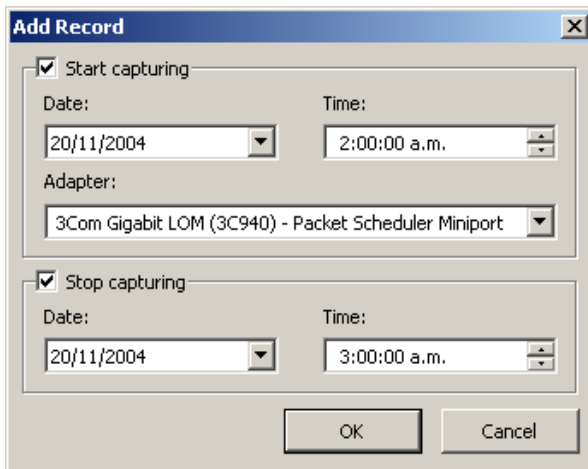 Add Record
Start capturing
Date: Time:
20/11/2004 2:00:00 a.m.
Adapter:
3Com Gigabit LOM (3C940) - Packet Scheduler Miniport
Stop capturing
Date: Time:
20/11/2004 3:00:00 a.m.
OK Cancel